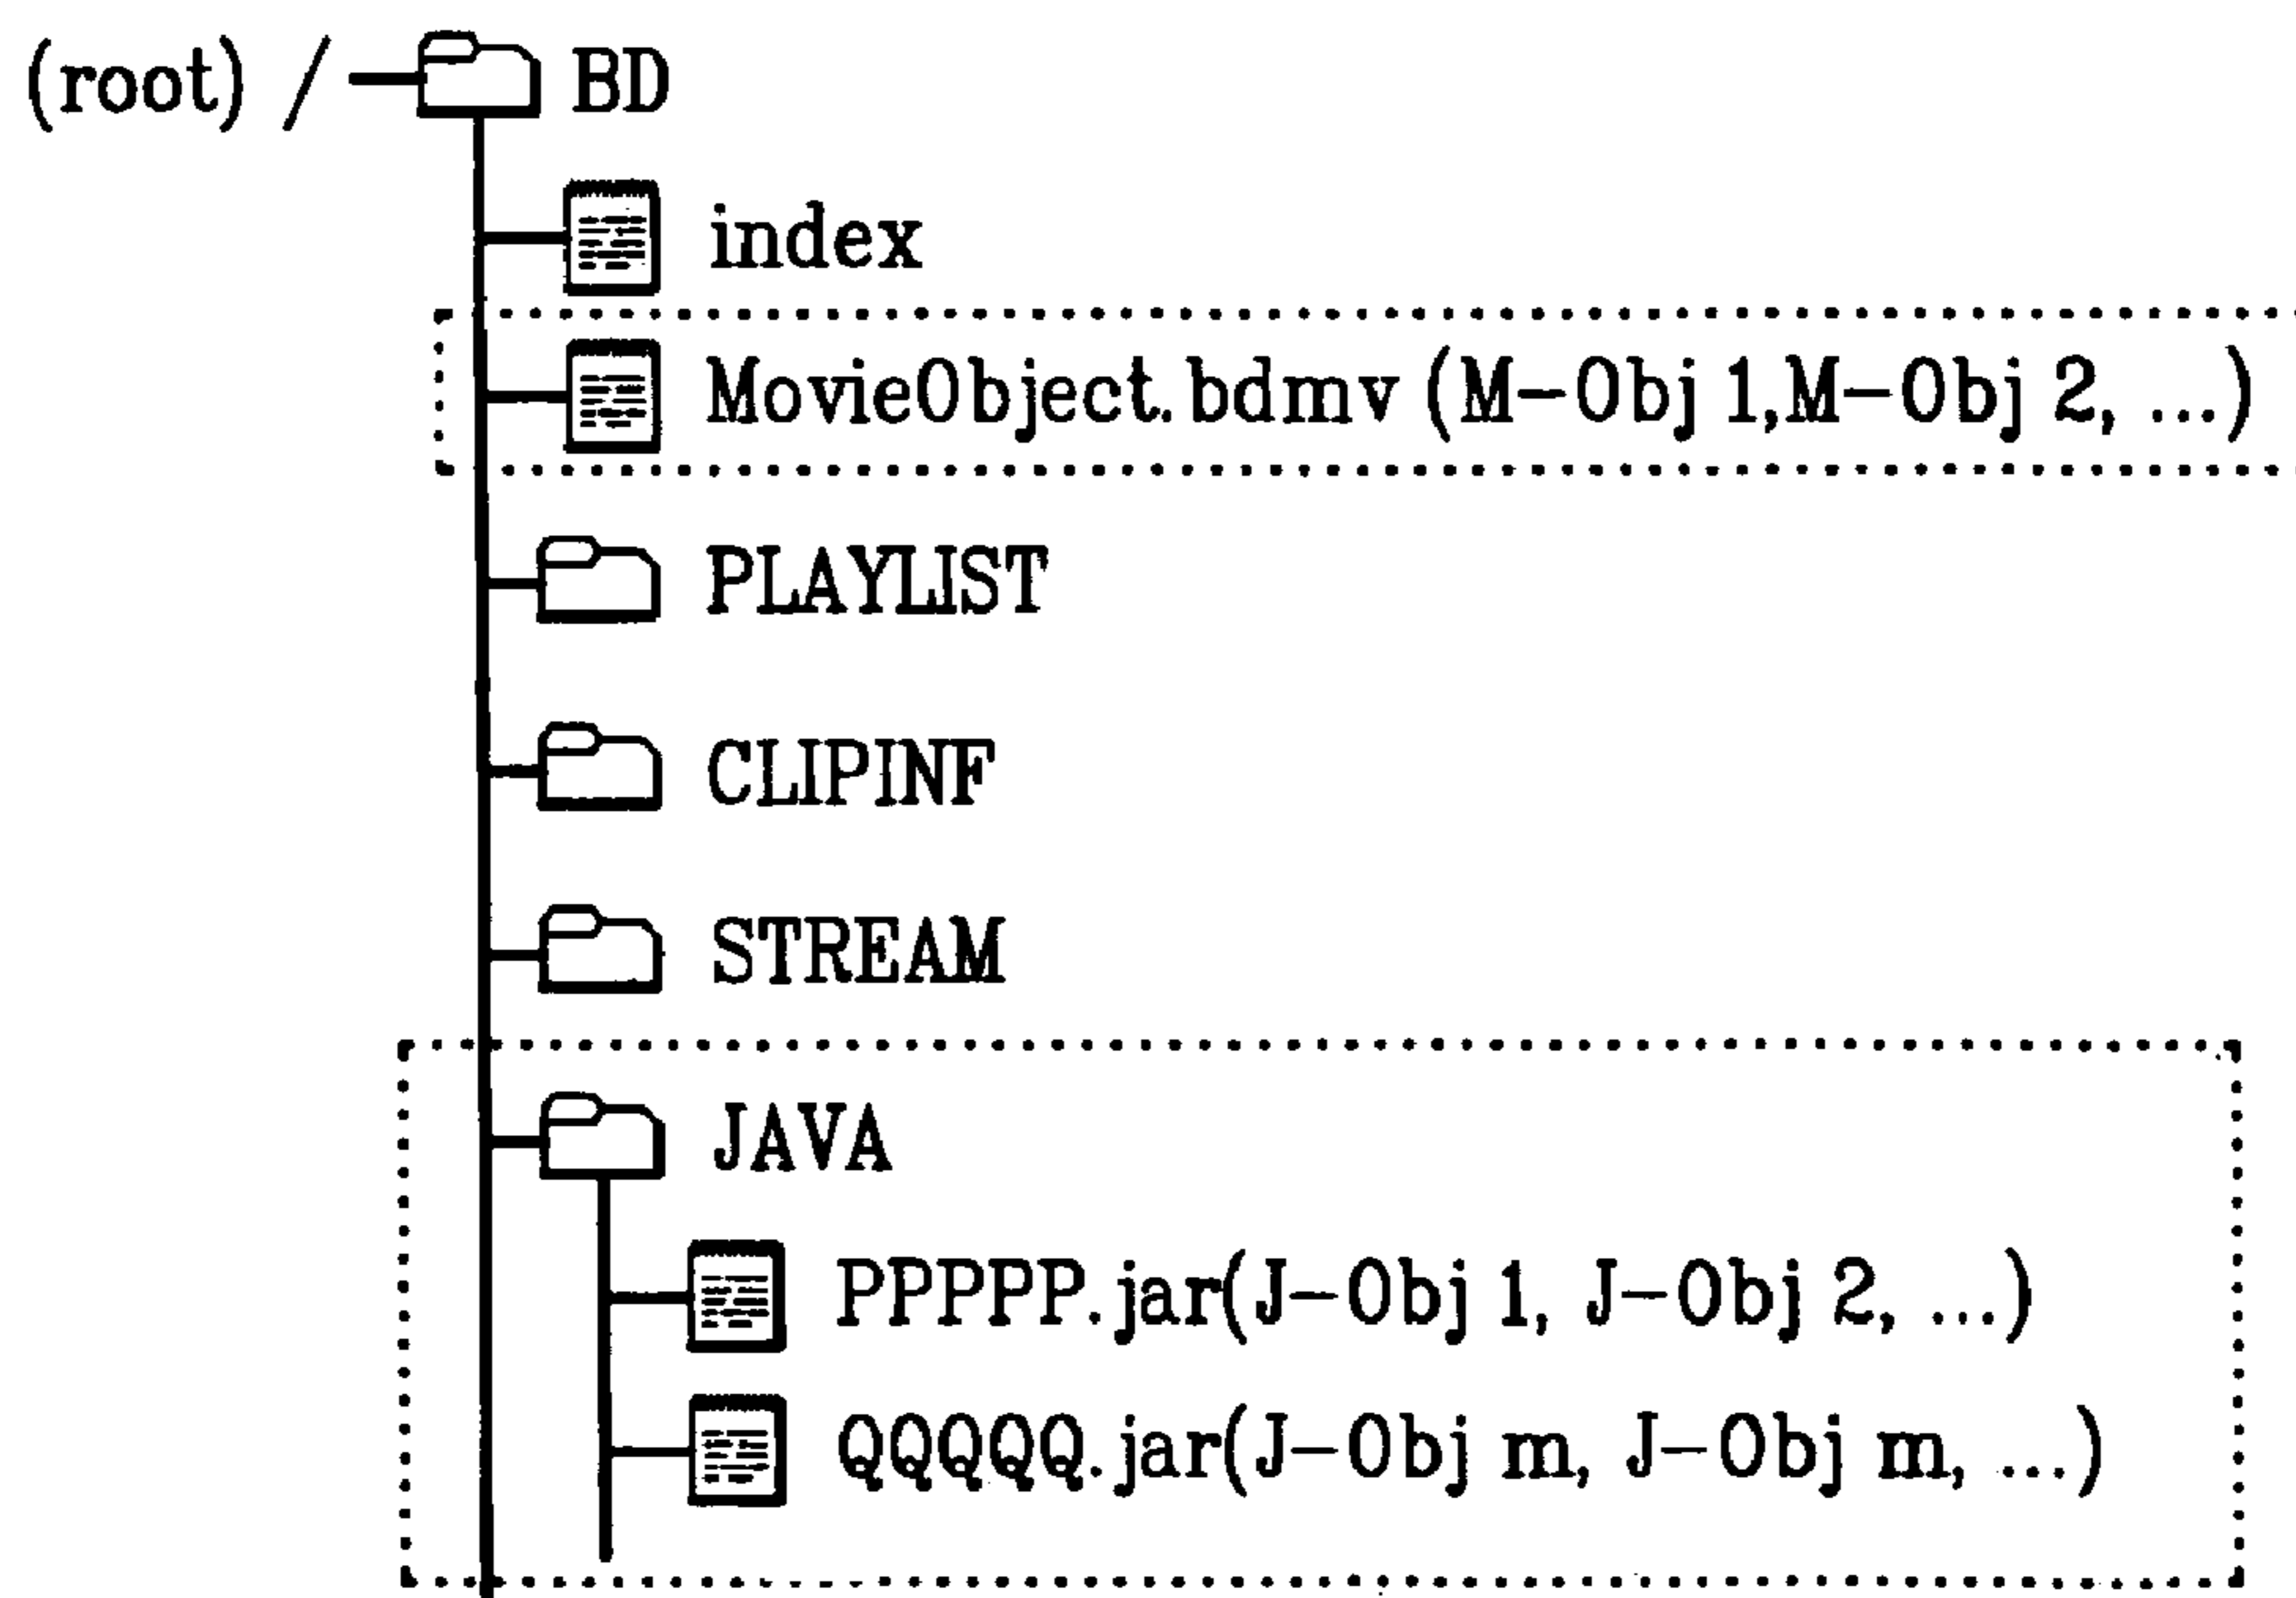 (root) / BD
index
MovieObject.bdmv (M-Obj 1,M-Obj 2, ...)
PLAYLIST
CLIPINF
STREAM
JAVA
PPPPP.jar(J-Obj 1, J-Obj 2, ...)
QQQQQ.jar(J-Obj m, J-Obj m, ...)